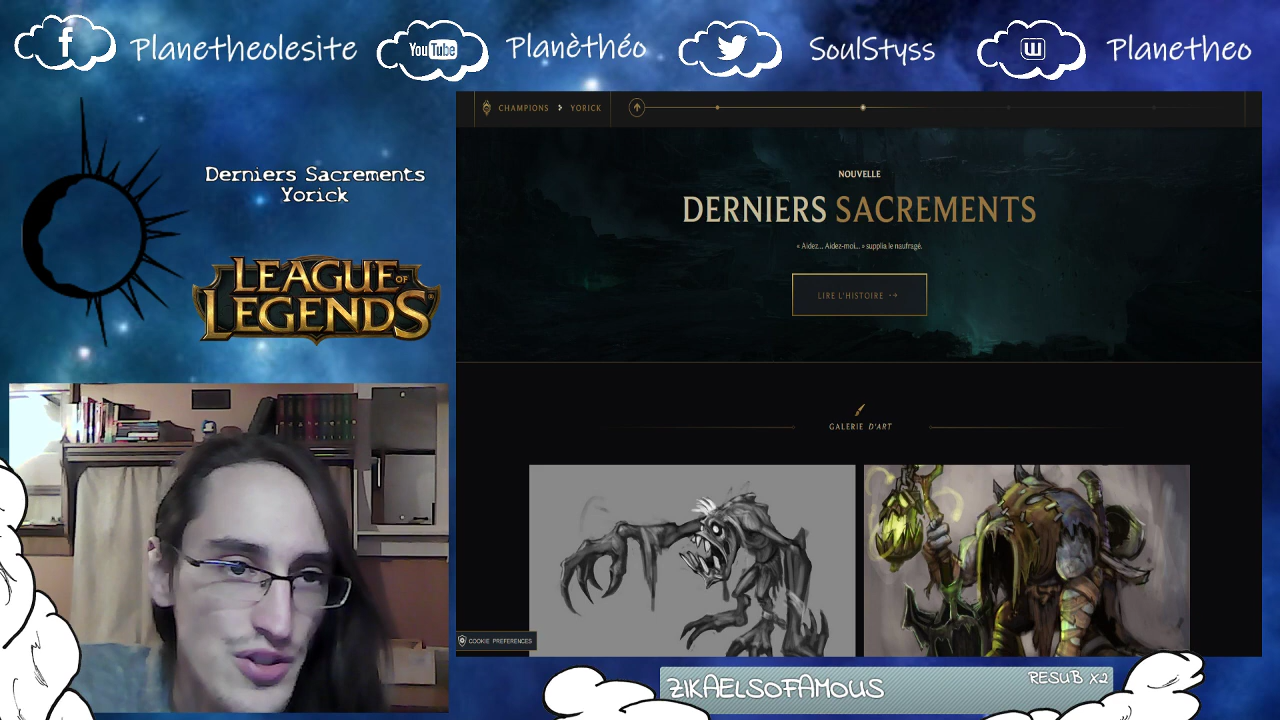 f
Planetheolesite
YouTube
Planèthéo
SoulStyss
W
Planetheo
CHAMPIONS
YORICK
Derniers Sacrements
Yorick
LEAGUE OF
LEGENDS
NOUVELLE
DERNIERS SACREMENTS
« Aidez... Aidez-moi... » supplia le naufragé.
LIRE L'HISTOIRE
GALERIE D'ART
COOKIE PREFERENCES
ZIKAELSOFAMOUS
RESUB X2